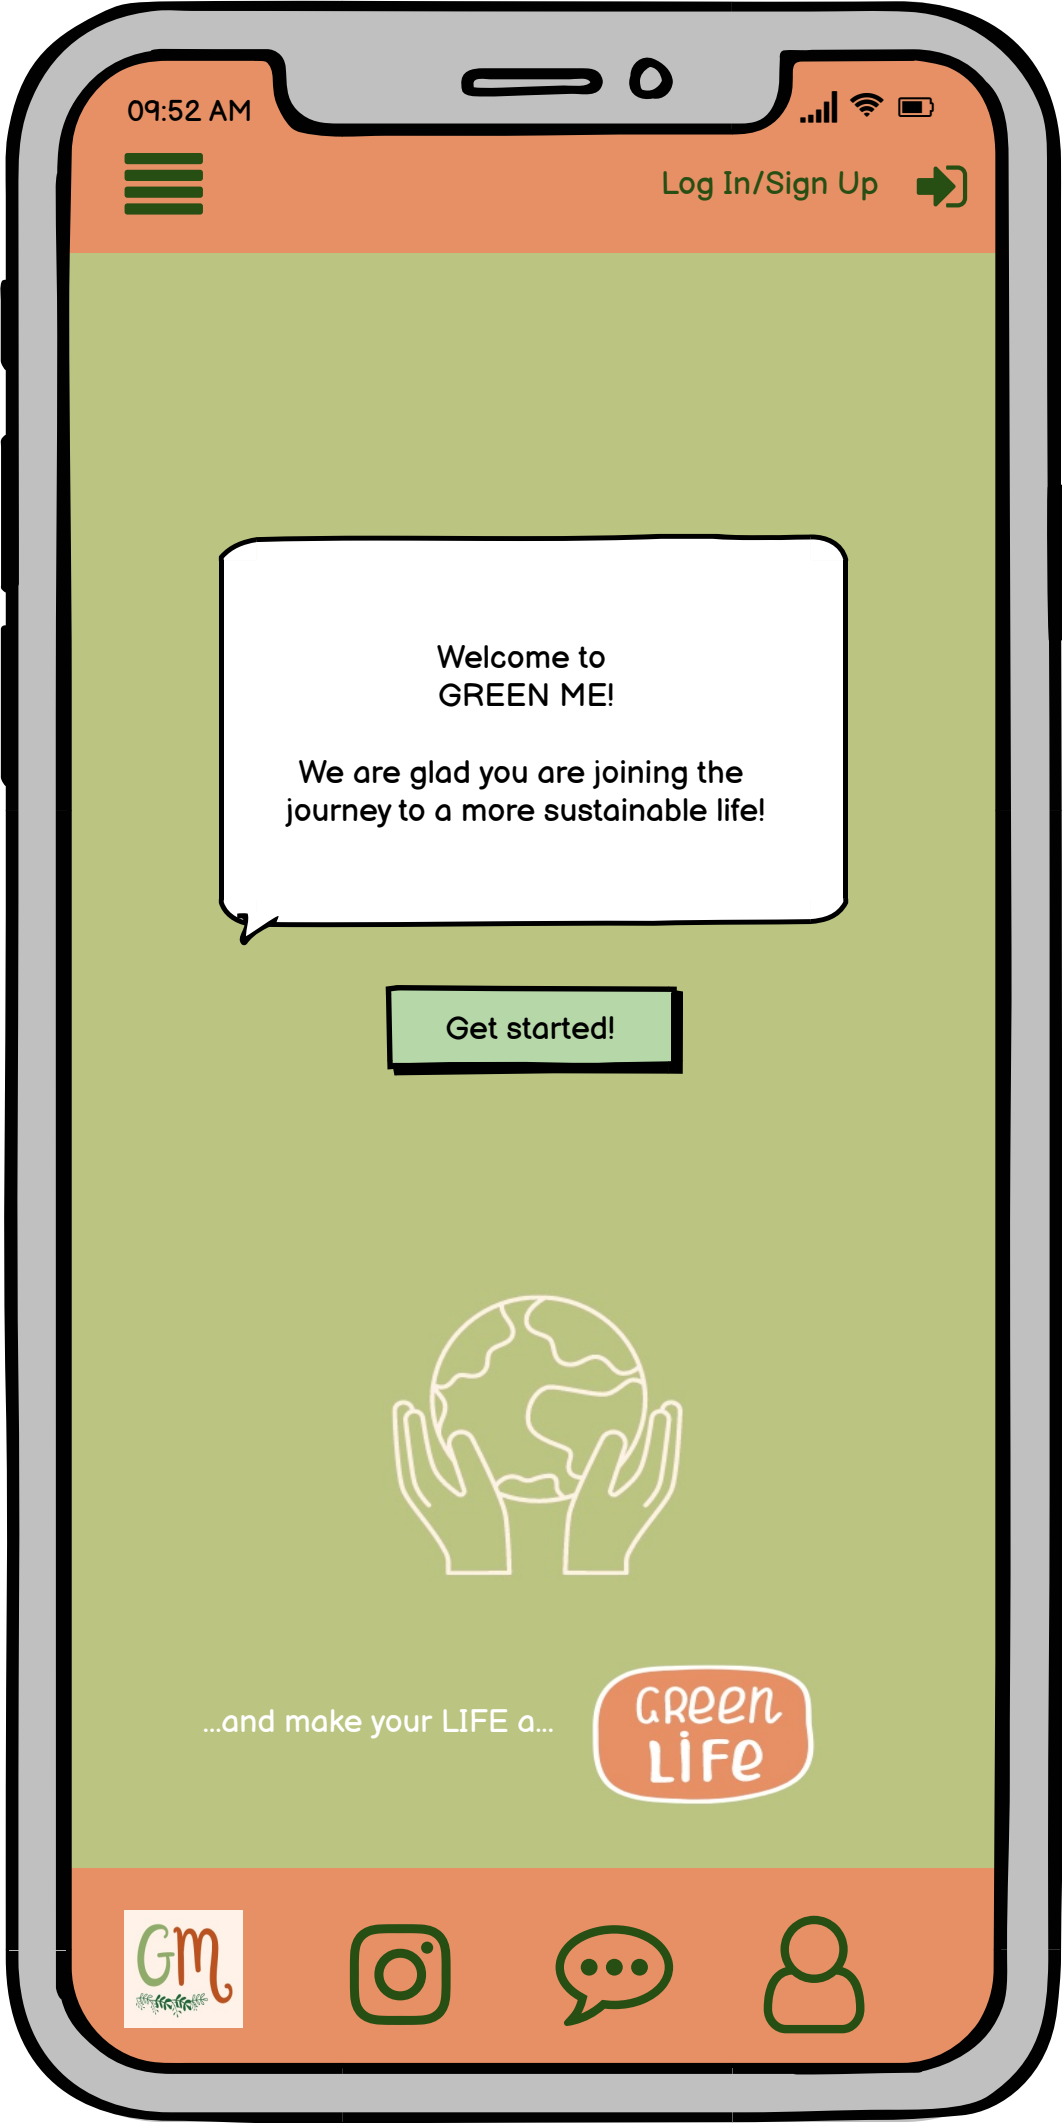 09:52 AM
Log In/Sign Up
Welcome to
GREEN ME!
We are glad you are joining the
journey to a more sustainable life!
Get started!
...and make your LIFE a...
GReen
LiFe
GM